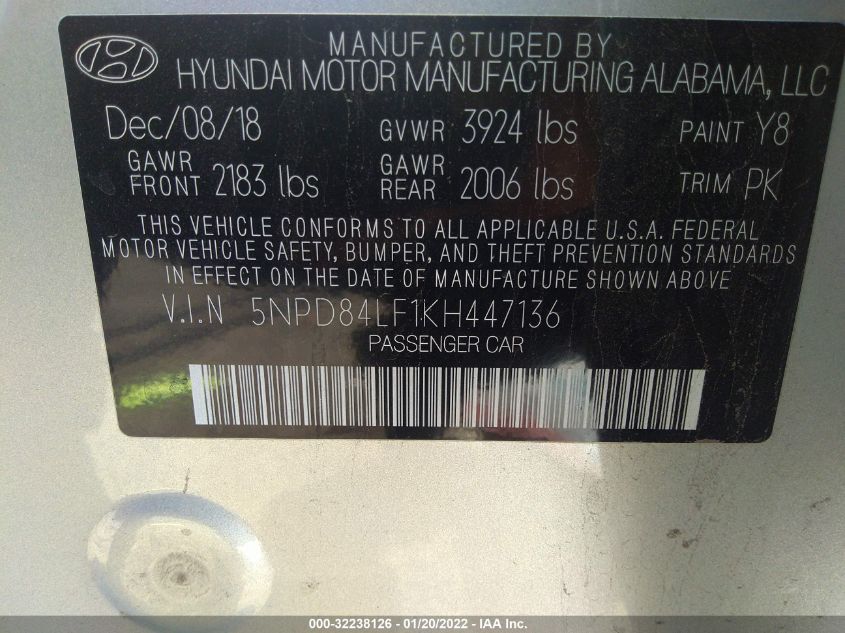 MANUFACTURED BY
HYUNDAI MOTOR MANUFACTURING ALABAMA, LLC
Dec/08/18 GVWR 3924 lbs PAINT Y8
GAWR FRONT 2183 lbs GAWR REAR 2006 lbs TRIM PK
THIS VEHICLE CONFORMS TO ALL APPLICABLE U.S.A. FEDERAL
MOTOR VEHICLE SAFETY, BUMPER, AND THEFT PREVENTION STANDARDS
IN EFFECT ON THE DATE OF MANUFACTURE SHOWN ABOVE
V.I.N 5NPD84LF1KH447136
PASSENGER CAR
000-32238126 - 01/20/2022 - IAA Inc.